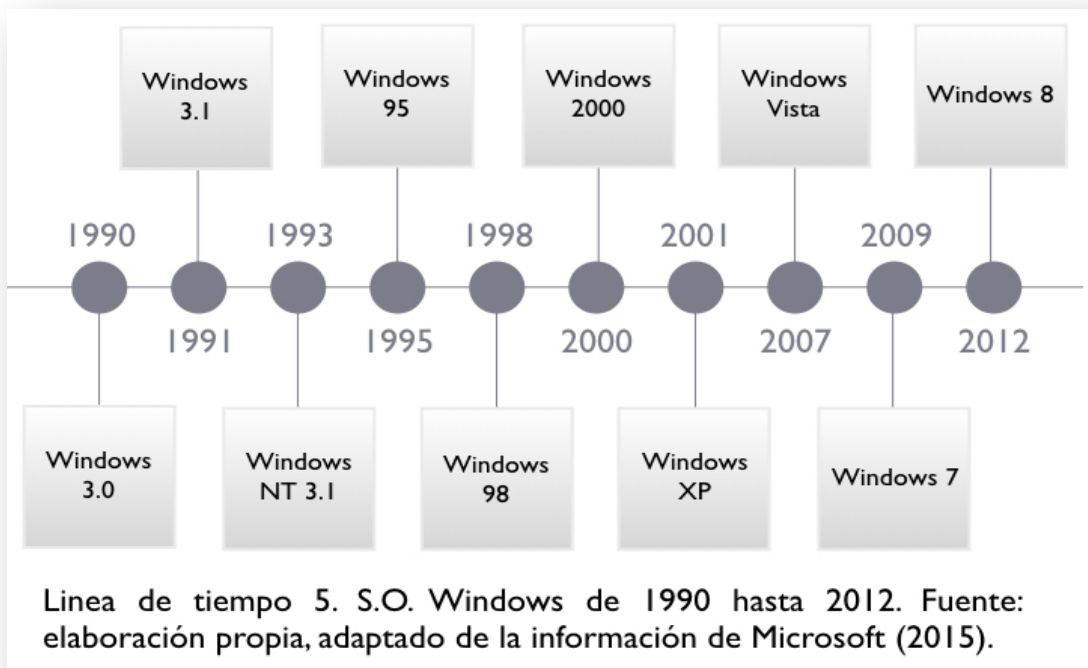 Windows
3.1
Windows
95
Windows
2000
Windows
Vista
Windows 8
1990
1993
1998
2001
2009
1991
1995
2000
2007
2012
Windows
3.0
Windows
NT 3.1
Windows
98
Windows
XP
Windows 7
Linea de tiempo 5. S.O. Windows de 1990 hasta 2012. Fuente:
elaboración propia, adaptado de la información de Microsoft (2015).